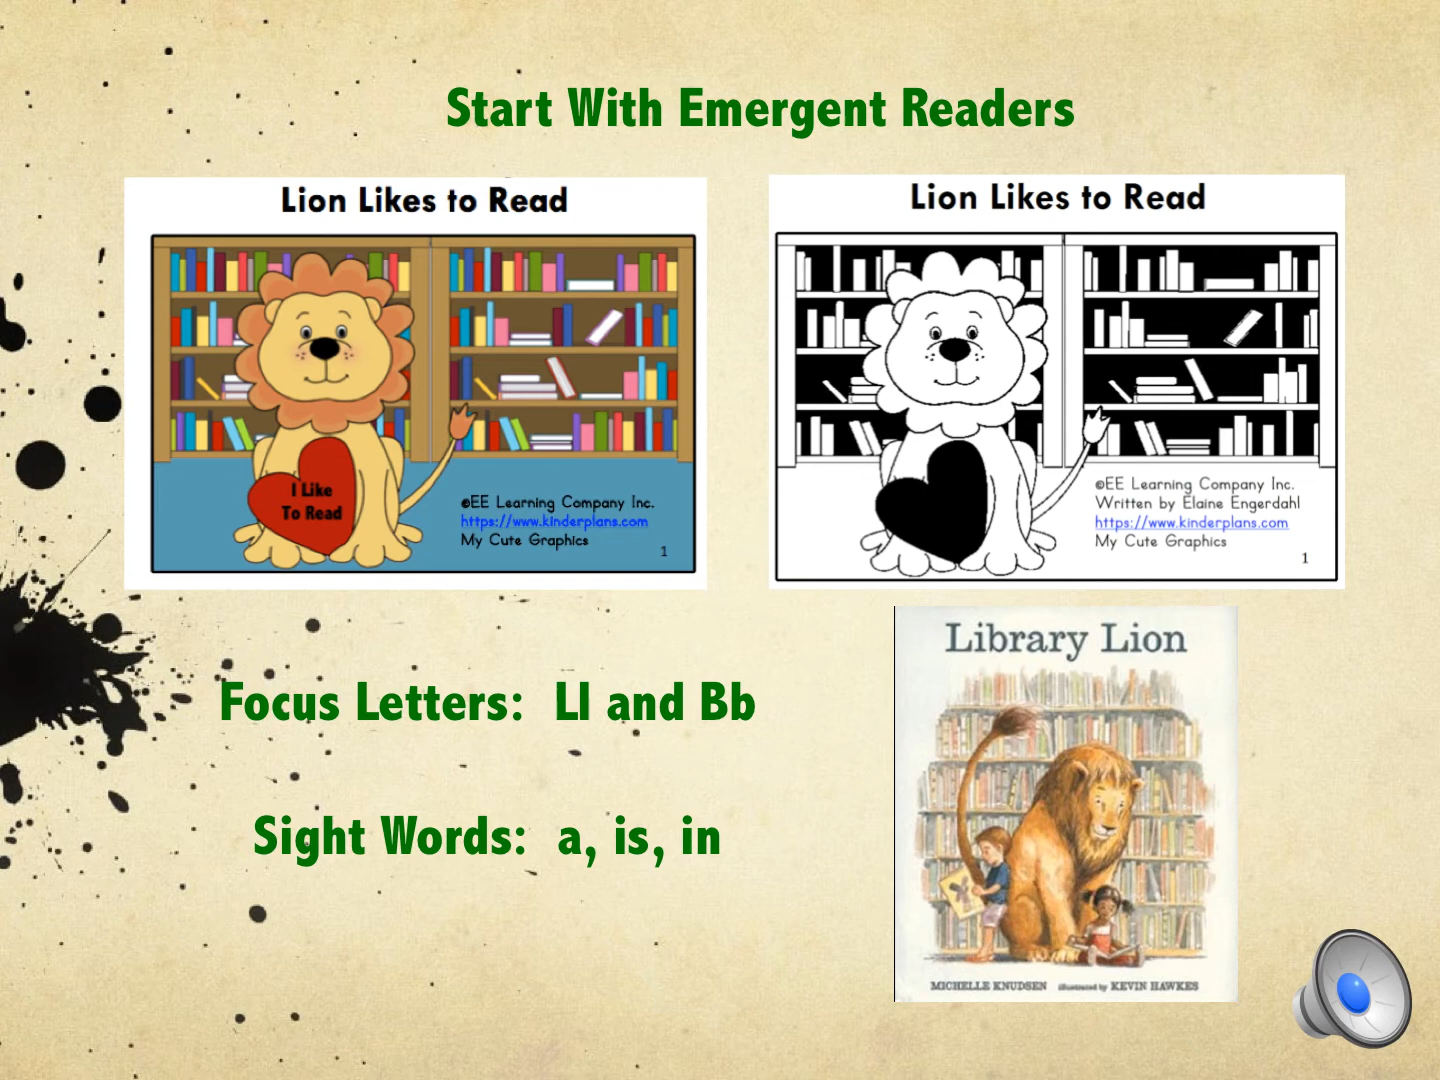 Start With Emergent Readers
Lion Likes to Read
I Like
To Read
©EE Learning Company Inc.
https://www.kinderplans.com
My Cute Graphics
1
Lion Likes to Read
©EE Learning Company Inc.
Written by Elaine Engerdahl
https://www.kinderplans.com
My Cute Graphics
1
Focus Letters: Ll and Bb
Sight Words: a, is, in
Library Lion
MICHELLE KNUDSEN illustrated by KEVIN HAWKES